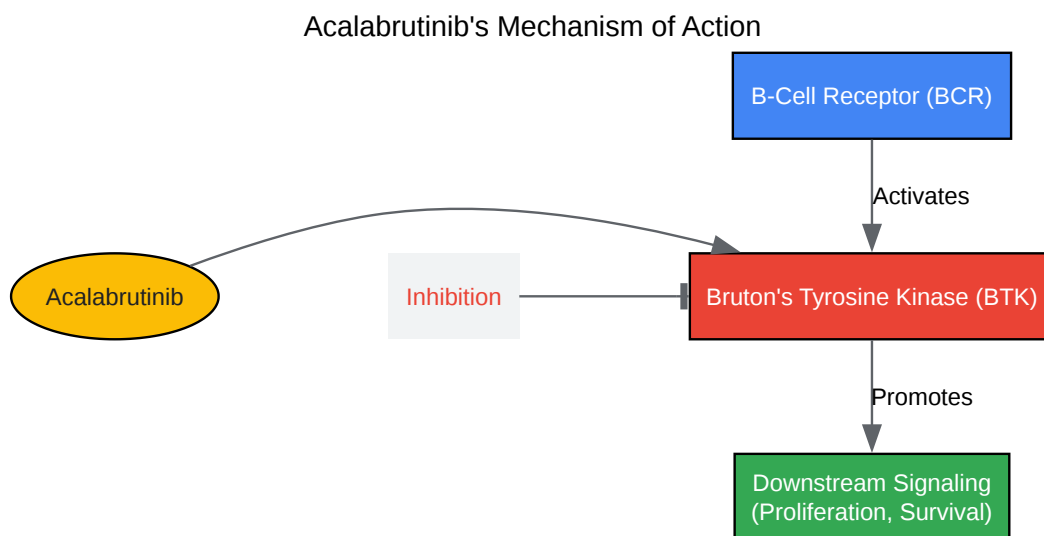 Acalabrutinib's Mechanism of Action
B-Cell Receptor (BCR)
Activates
Acalabrutinib
Inhibition
Bruton's Tyrosine Kinase (BTK)
Promotes
Downstream Signaling
(Proliferation, Survival)